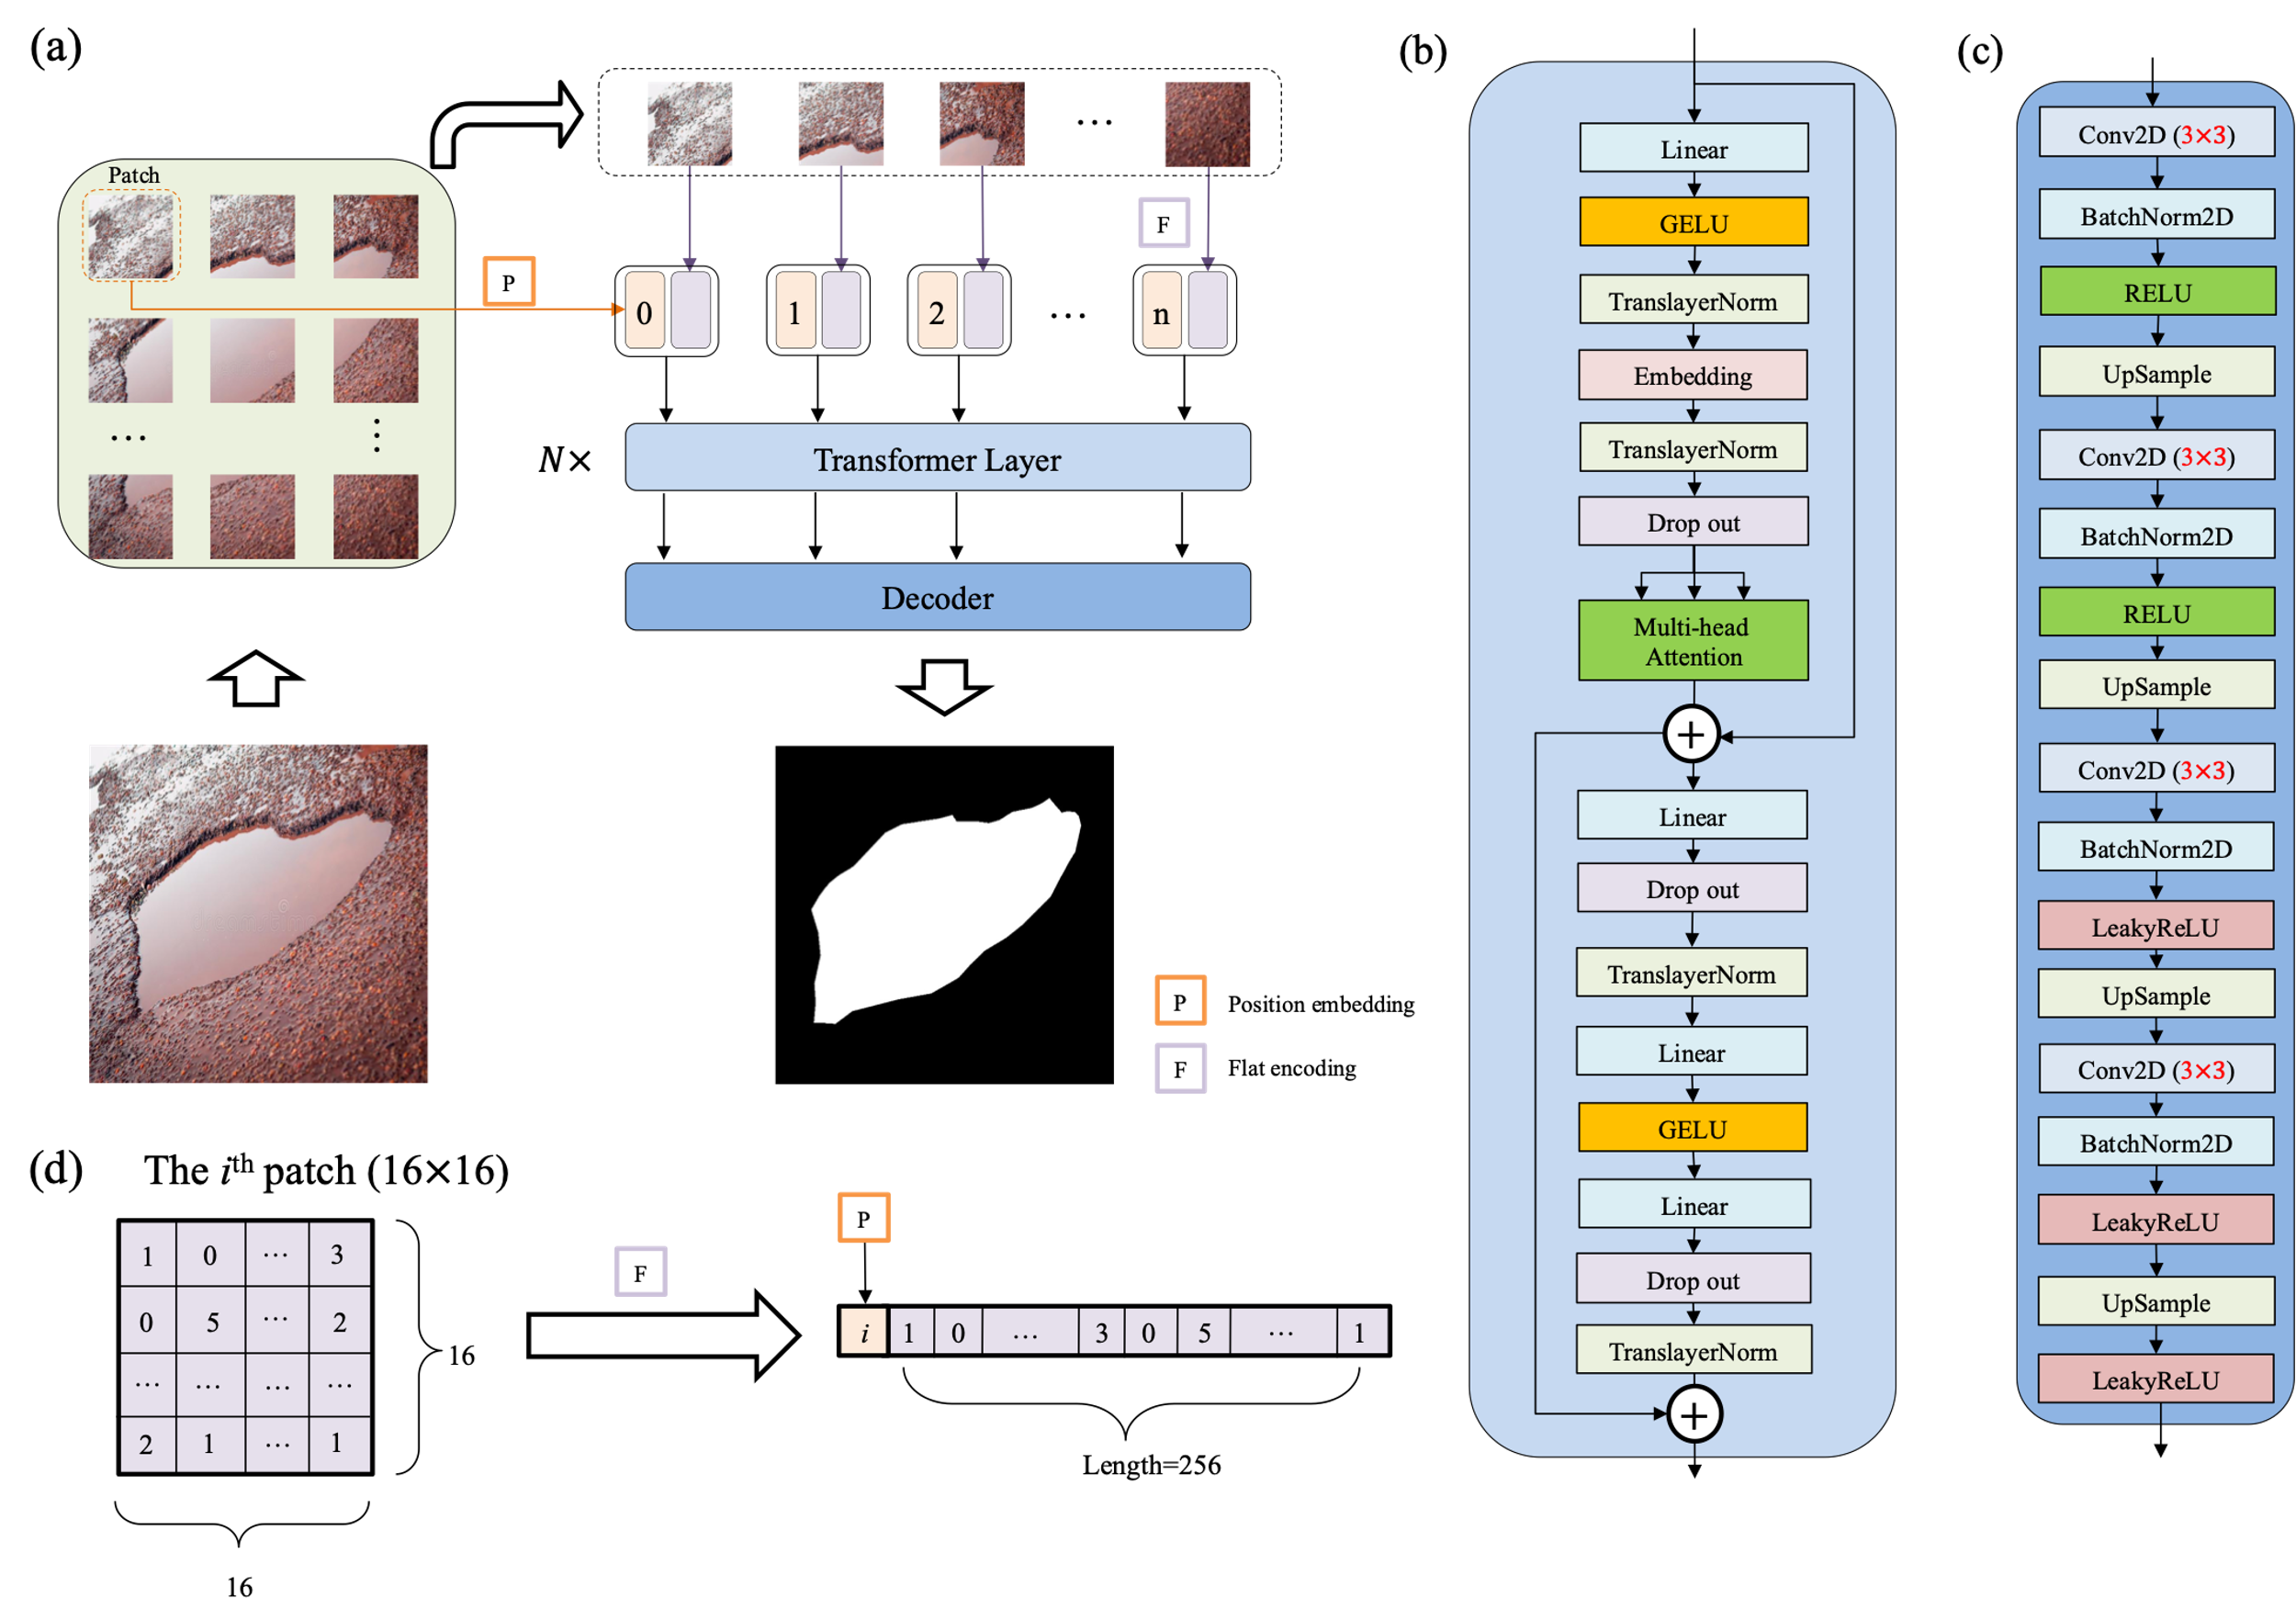 (a)
Patch
P
F
0
1
2
...
n
...
⋮
N×
Transformer Layer
Decoder
P Position embedding
F Flat encoding
(b)
Linear
GELU
TranslayerNorm
Embedding
TranslayerNorm
Drop out
Multi-head
Attention
+
Linear
Drop out
TranslayerNorm
Linear
GELU
Linear
Drop out
TranslayerNorm
+
(c)
Conv2D (3×3)
BatchNorm2D
RELU
UpSample
Conv2D (3×3)
BatchNorm2D
RELU
UpSample
Conv2D (3×3)
BatchNorm2D
LeakyReLU
UpSample
Conv2D (3×3)
BatchNorm2D
LeakyReLU
UpSample
LeakyReLU
(d)
The ith patch (16×16)
1 0 ... 3
0 5 ... 2
... ... ... ...
2 1 ... 1
16
16
F
P
i 1 0 ... 3 0 5 ... 1
Length=256